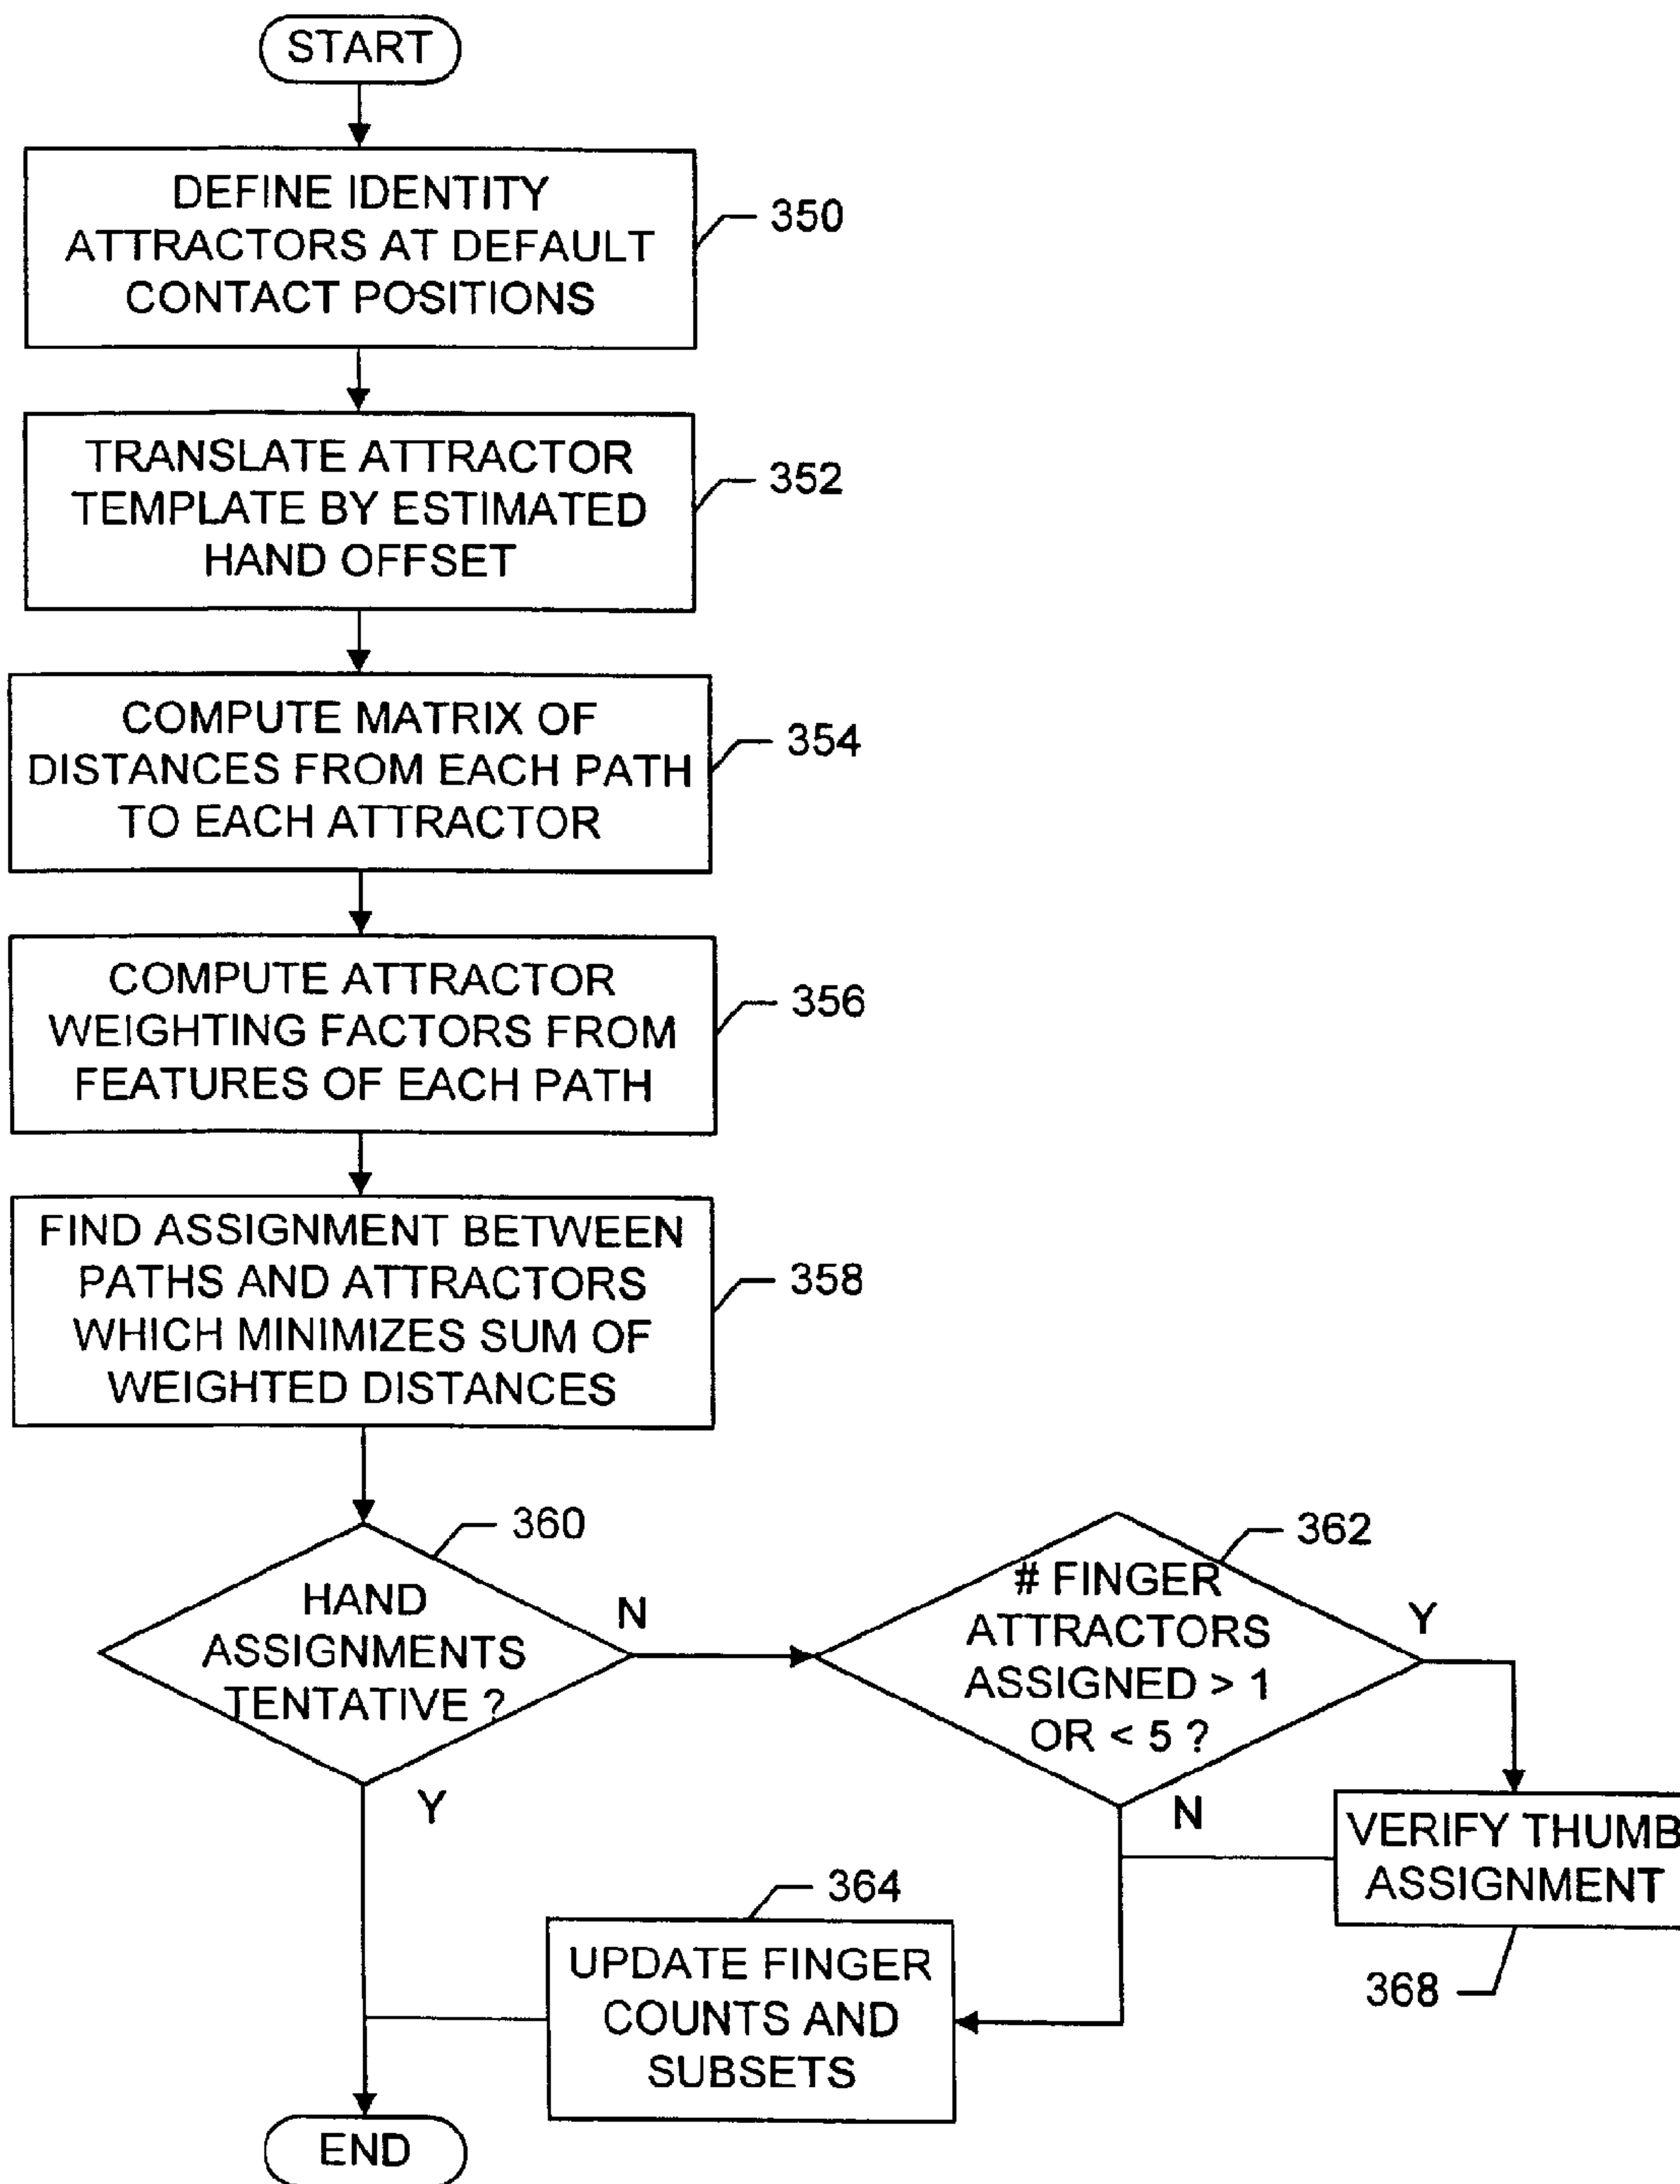 START
DEFINE IDENTITY
ATTRACTORS AT DEFAULT
CONTACT POSITIONS
350
TRANSLATE ATTRACTOR
TEMPLATE BY ESTIMATED
HAND OFFSET
352
COMPUTE MATRIX OF
DISTANCES FROM EACH PATH
TO EACH ATTRACTOR
354
COMPUTE ATTRACTOR
WEIGHTING FACTORS FROM
FEATURES OF EACH PATH
356
FIND ASSIGNMENT BETWEEN
PATHS AND ATTRACTORS
WHICH MINIMIZES SUM OF
WEIGHTED DISTANCES
358
360
HAND
ASSIGNMENTS
TENTATIVE ?
N
Y
362
# FINGER
ATTRACTORS
ASSIGNED > 1
OR < 5 ?
Y
N
VERIFY THUMB
ASSIGNMENT
368
364
UPDATE FINGER
COUNTS AND
SUBSETS
END